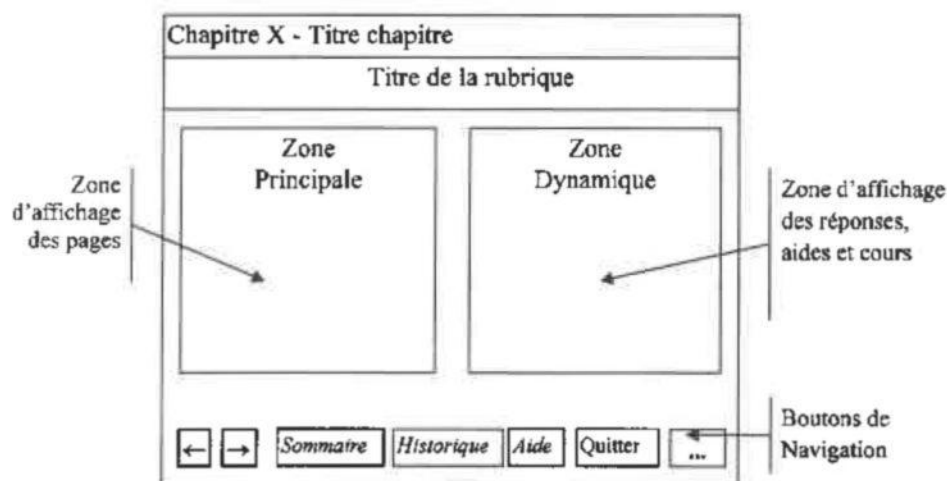 Chapitre X - Titre chapitre
Titre de la rubrique
Zone
Principale
Zone
Dynamique
Zone
d'affichage
des pages
Zone d'affichage
des réponses,
aides et cours
← → Sommaire Historique Aide Quitter ...
Boutons de
Navigation